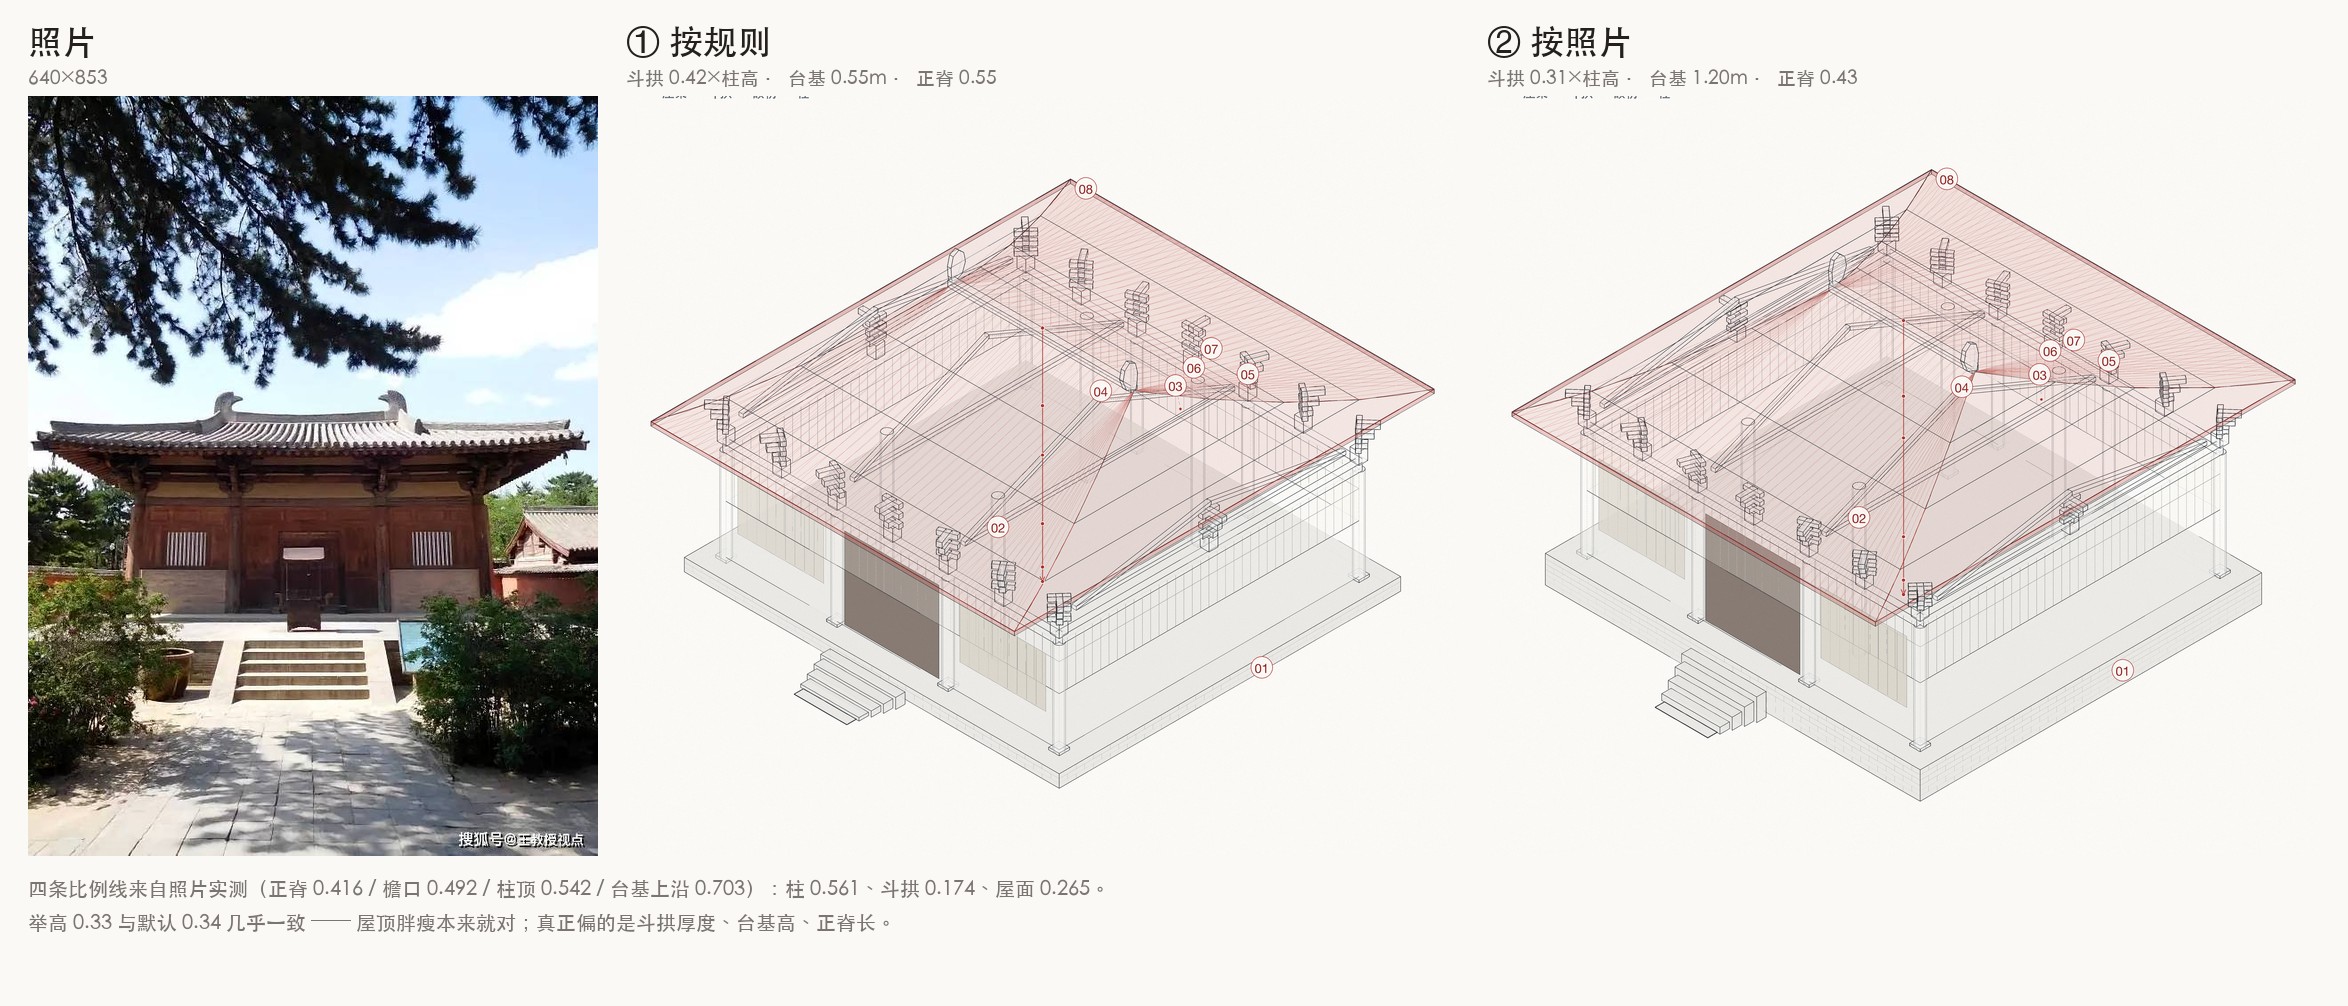 照片
640×853
① 按规则
斗拱 0.42×柱高 · 台基 0.55m · 正脊 0.55
② 按照片
斗拱 0.31×柱高 · 台基 1.20m · 正脊 0.43
搜狐号@王教授视点
08
07
06
05
04
03
02
01
08
07
06
05
04
03
02
01
四条比例线来自照片实测（正脊 0.416 / 檐口 0.492 / 柱顶 0.542 / 台基上沿 0.703）：柱 0.561、斗拱 0.174、屋面 0.265。
举高 0.33 与默认 0.34 几乎一致 —— 屋顶胖瘦本来就对；真正偏的是斗拱厚度、台基高、正脊长。